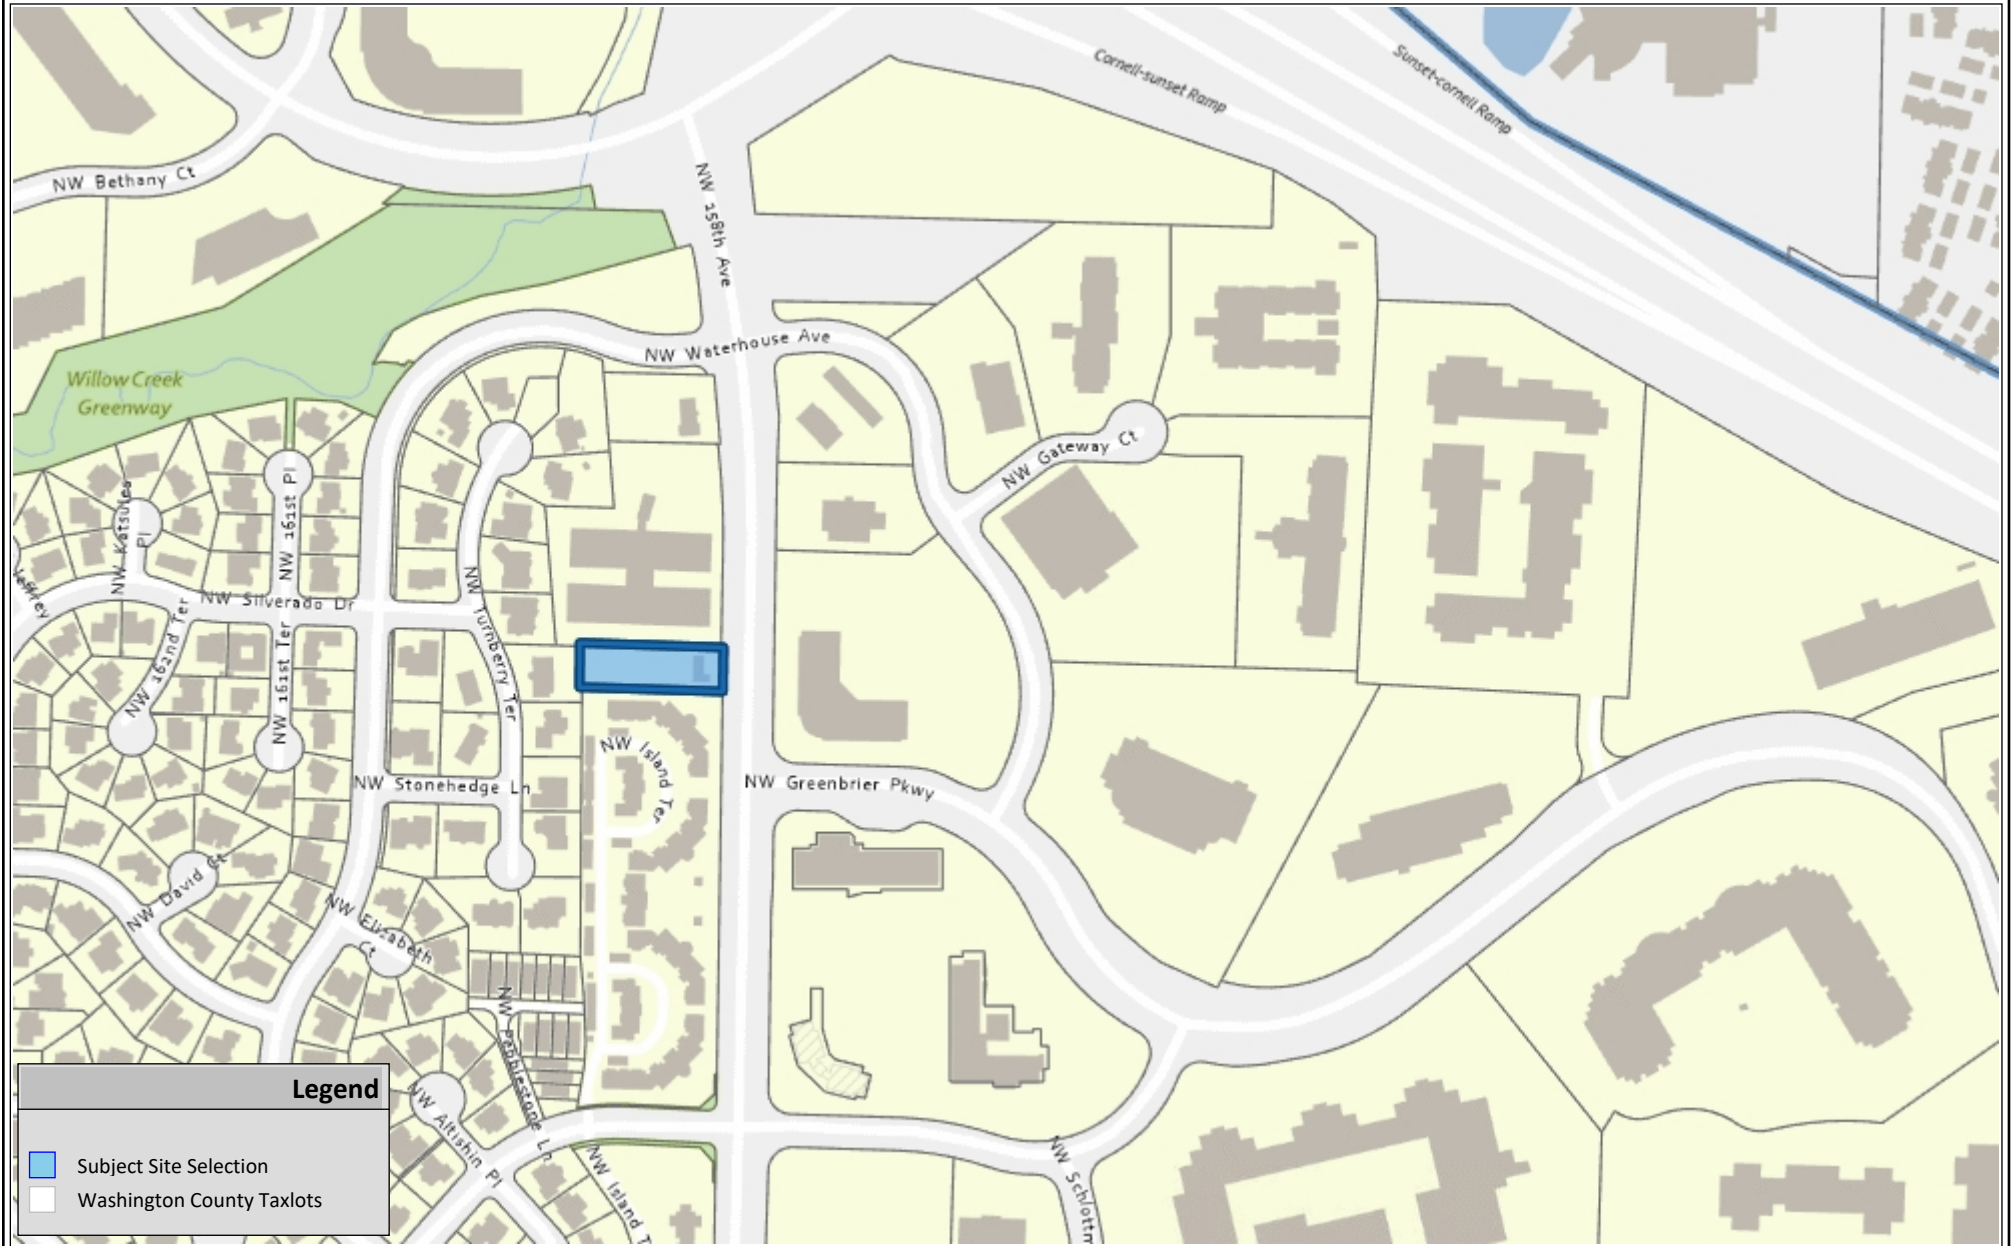 Cornell-sunset Ramp
Sunset-cornell Ramp
NW Bethany Ct
NW 158th Ave
NW Waterhouse Ave
Willow Creek
Greenway
NW Gateway Ct
NW Katsules
Pl
NW 161st Pl
Jeffrey
NW Silverado Dr
NW Turnberry Ter
NW 162nd Ter
NW 161st Ter
NW Island Ter
NW Stonehedge Ln
NW Greenbrier Pkwy
NW David Ct
NW Elizabeth
Ct
NW Pebblestone Ln
NW Altishin Pl
NW Island T
NW Schlottm
Legend
Subject Site Selection
Washington County Taxlots